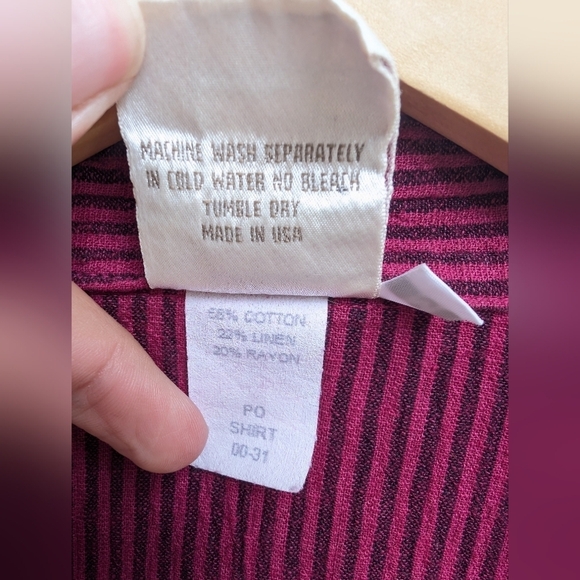 MACHINE WASH SEPARATELY
IN COLD WATER NO BLEACH
TUMBLE DRY
MADE IN USA
58% COTTON
22% LINEN
20% RAYON
PO
SHIRT
00-31